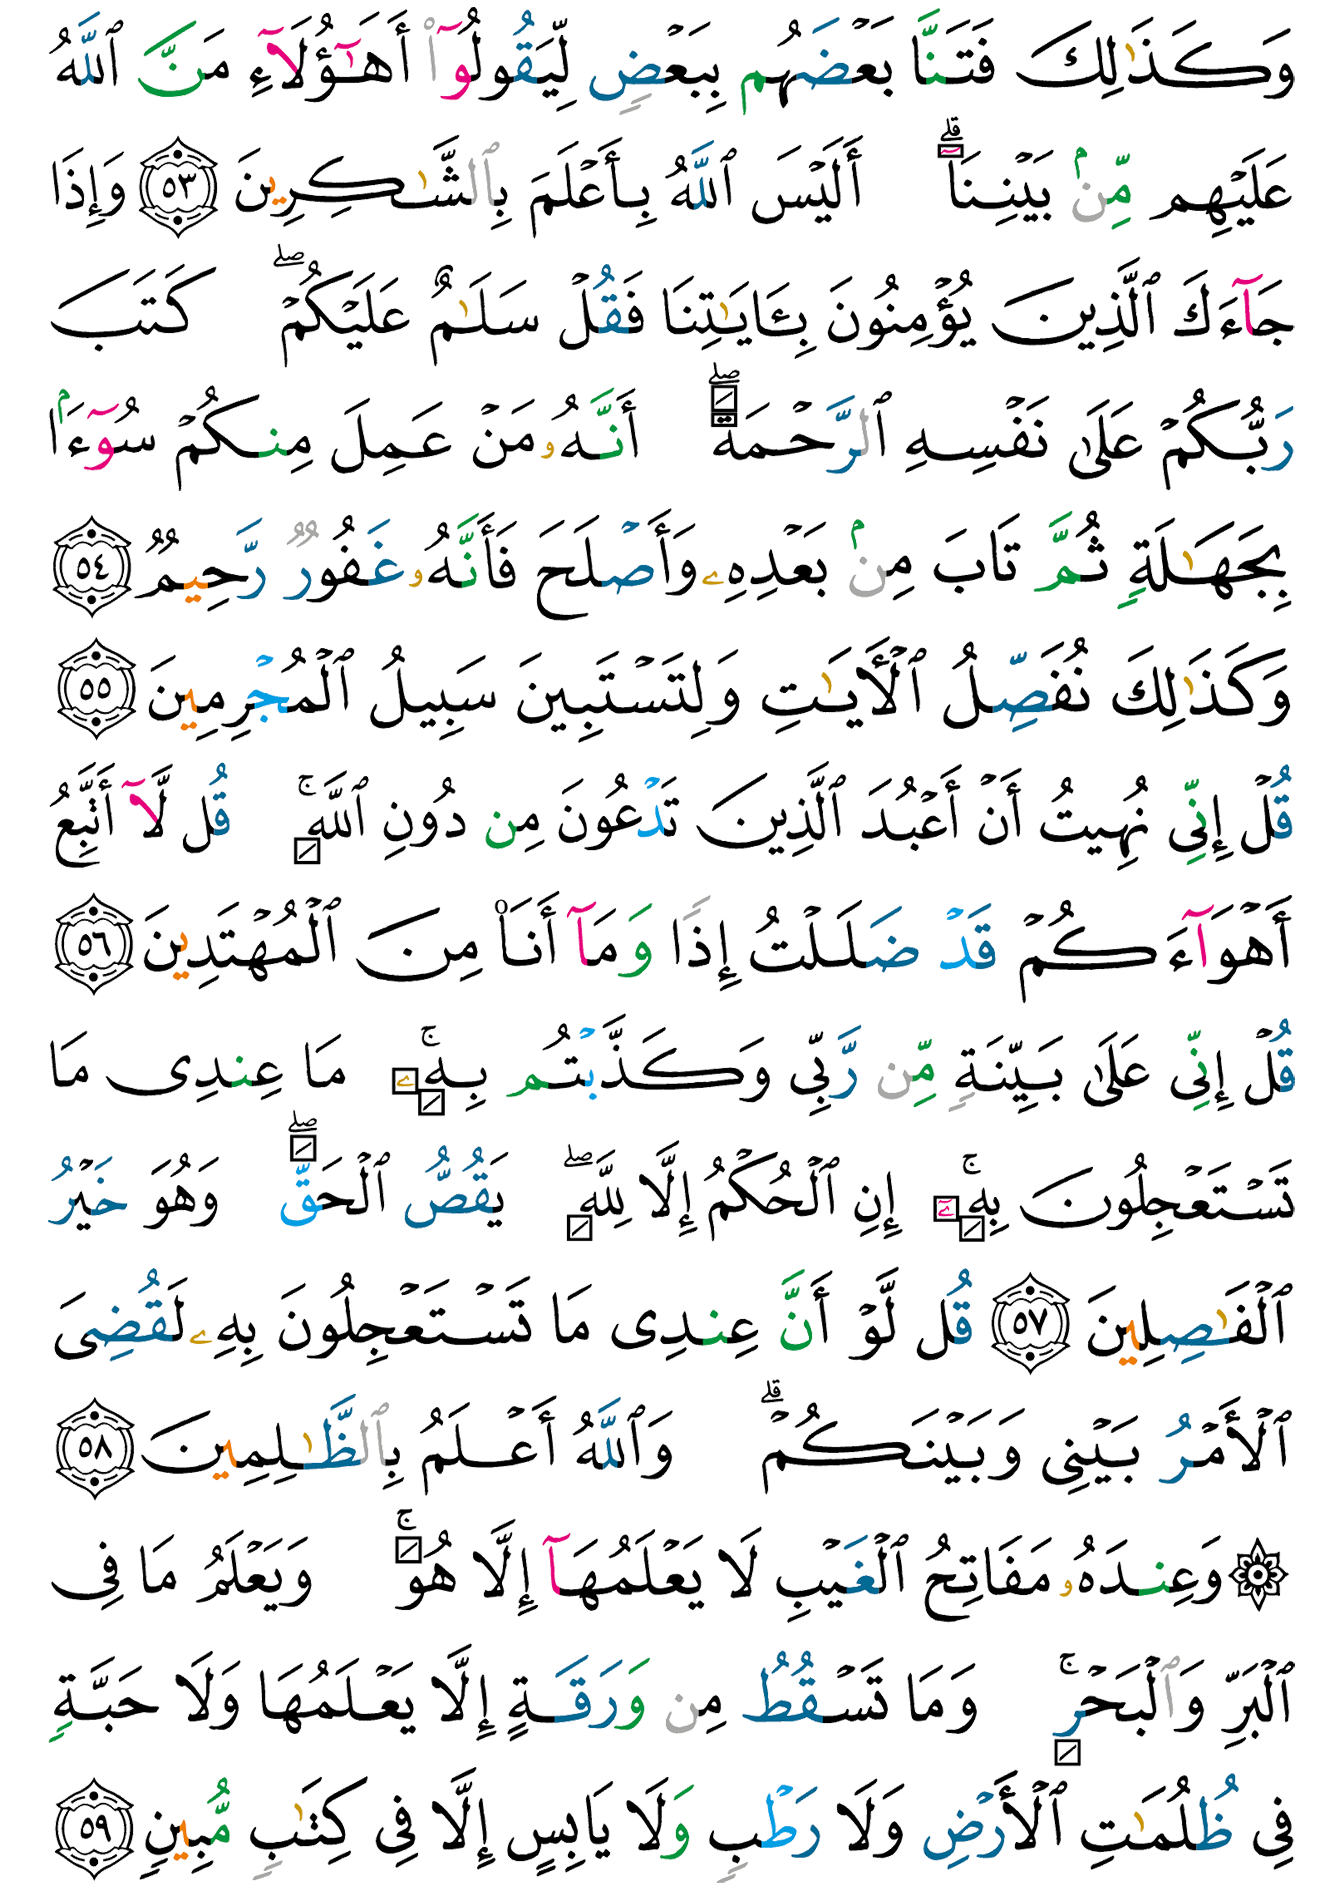 وَكَذَٰلِكَ فَتَنَّا بَعْضَهُم بِبَعْضٍ لِّيَقُولُوٓا۟ أَهَـٰٓؤُلَآءِ مَنَّ ٱللَّهُ
عَلَيْهِم مِّنۢ بَيْنِنَآ ۗ أَلَيْسَ ٱللَّهُ بِأَعْلَمَ بِٱلشَّـٰكِرِينَ ٥٣ وَإِذَا
جَآءَكَ ٱلَّذِينَ يُؤْمِنُونَ بِـَٔايَـٰتِنَا فَقُلْ سَلَـٰمٌ عَلَيْكُمْ ۖ كَتَبَ
رَبُّكُمْ عَلَىٰ نَفْسِهِ ٱلرَّحْمَةَ ۖ أَنَّهُۥ مَنْ عَمِلَ مِنكُمْ سُوٓءًۢا
بِجَهَـٰلَةٍ ثُمَّ تَابَ مِنۢ بَعْدِهِۦ وَأَصْلَحَ فَأَنَّهُۥ غَفُورٌ رَّحِيمٌ ٥٤
وَكَذَٰلِكَ نُفَصِّلُ ٱلْـَٔايَـٰتِ وَلِتَسْتَبِينَ سَبِيلُ ٱلْمُجْرِمِينَ ٥٥
قُلْ إِنِّى نُهِيتُ أَنْ أَعْبُدَ ٱلَّذِينَ تَدْعُونَ مِن دُونِ ٱللَّهِ ۚ قُل لَّآ أَتَّبِعُ
أَهْوَآءَكُمْ قَدْ ضَلَلْتُ إِذًا وَمَآ أَنَا۠ مِنَ ٱلْمُهْتَدِينَ ٥٦
قُلْ إِنِّى عَلَىٰ بَيِّنَةٍ مِّن رَّبِّى وَكَذَّبْتُم بِهِۦ ۚ مَا عِندِى مَا
تَسْتَعْجِلُونَ بِهِۦٓ ۚ إِنِ ٱلْحُكْمُ إِلَّا لِلَّهِ ۖ يَقُصُّ ٱلْحَقَّ ۖ وَهُوَ خَيْرُ
ٱلْفَـٰصِلِينَ ٥٧ قُل لَّوْ أَنَّ عِندِى مَا تَسْتَعْجِلُونَ بِهِۦ لَقُضِىَ
ٱلْأَمْرُ بَيْنِى وَبَيْنَكُمْ ۗ وَٱللَّهُ أَعْلَمُ بِٱلظَّـٰلِمِينَ ٥٨
۞ وَعِندَهُۥ مَفَاتِحُ ٱلْغَيْبِ لَا يَعْلَمُهَآ إِلَّا هُوَ ۚ وَيَعْلَمُ مَا فِى
ٱلْبَرِّ وَٱلْبَحْرِ ۚ وَمَا تَسْقُطُ مِن وَرَقَةٍ إِلَّا يَعْلَمُهَا وَلَا حَبَّةٍ
فِى ظُلُمَـٰتِ ٱلْأَرْضِ وَلَا رَطْبٍ وَلَا يَابِسٍ إِلَّا فِى كِتَـٰبٍ مُّبِينٍ ٥٩